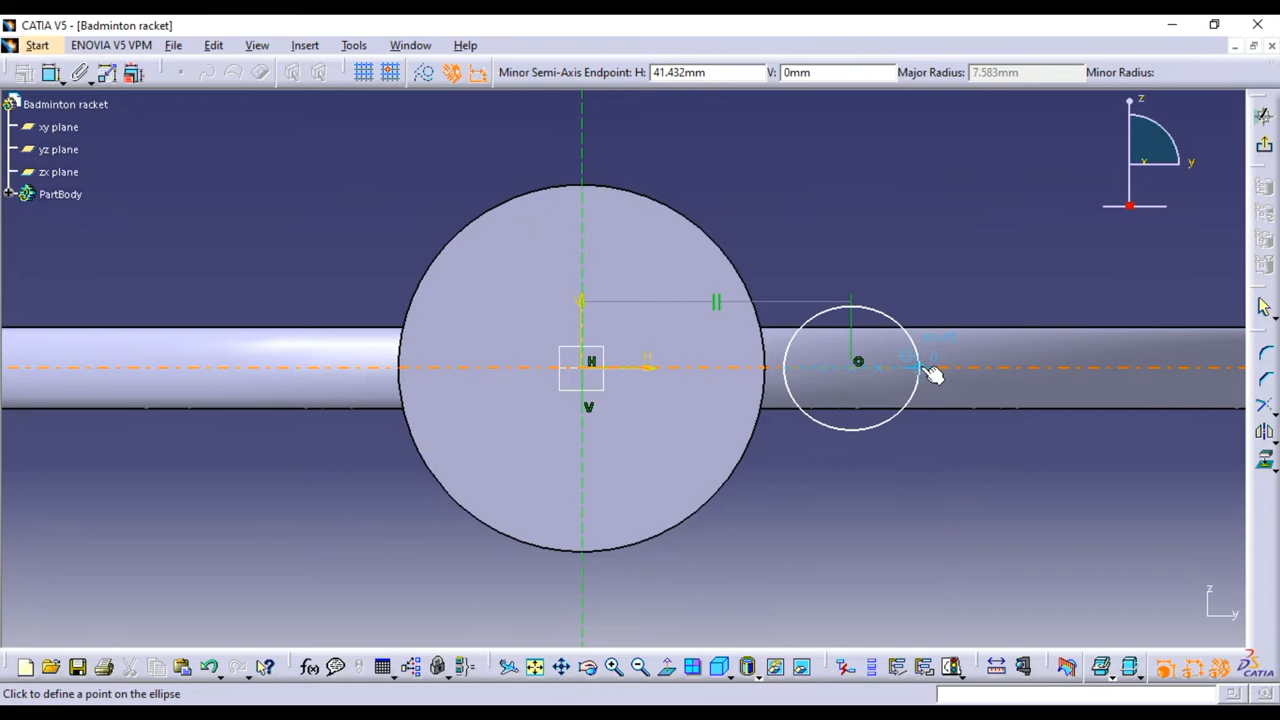 CATIA V5 - [Badminton racket]
Start ENOVIA V5 VPM File Edit View Insert Tools Window Help
Minor Semi-Axis Endpoint: H: 41.432mm V: 0mm Major Radius: 7.583mm Minor Radius:
Badminton racket
xy plane
yz plane
zx plane
PartBody
z
x
y
H
H
V
z
y
f(x)
Click to define a point on the ellipse
CATIA